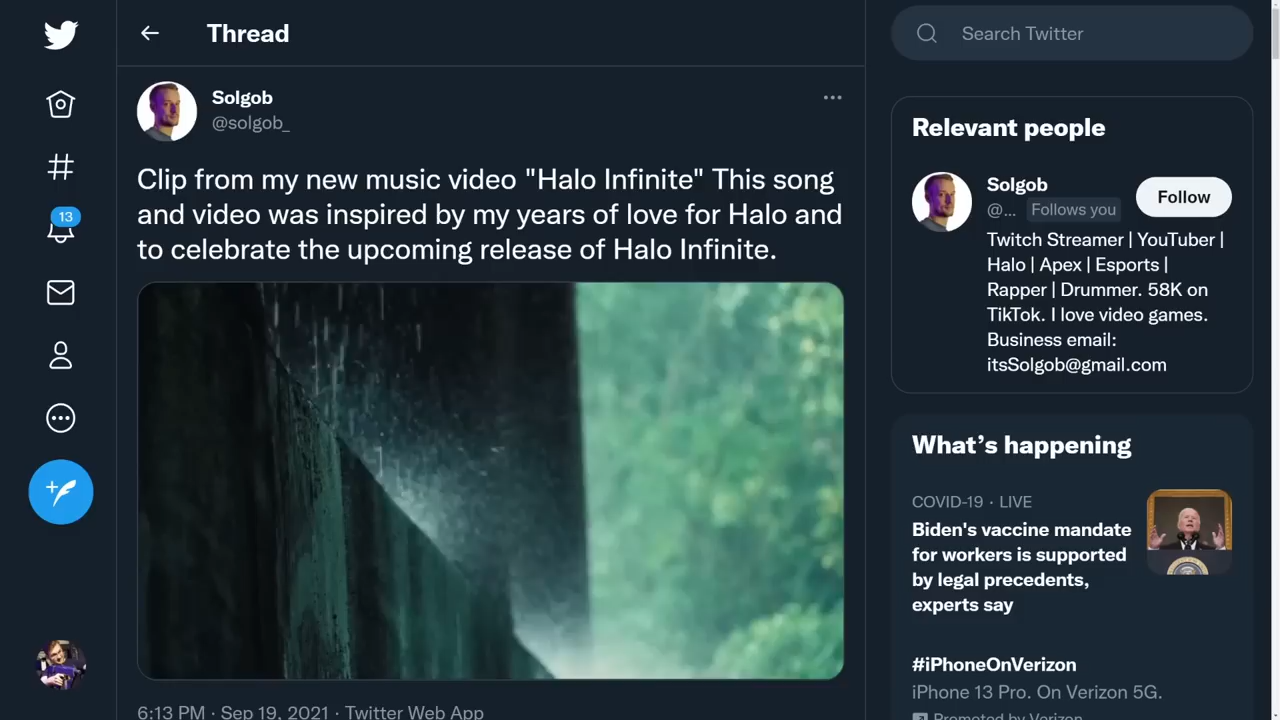 Thread
Search Twitter
Solgob
@solgob_
Clip from my new music video "Halo Infinite" This song
and video was inspired by my years of love for Halo and
to celebrate the upcoming release of Halo Infinite.
6:13 PM · Sep 19, 2021 · Twitter Web App
13
Relevant people
Solgob
@... Follows you
Follow
Twitch Streamer | YouTuber |
Halo | Apex | Esports |
Rapper | Drummer. 58K on
TikTok. I love video games.
Business email:
itsSolgob@gmail.com
What's happening
COVID-19 · LIVE
Biden's vaccine mandate
for workers is supported
by legal precedents,
experts say
#iPhoneOnVerizon
iPhone 13 Pro. On Verizon 5G.
Promoted by Verizon